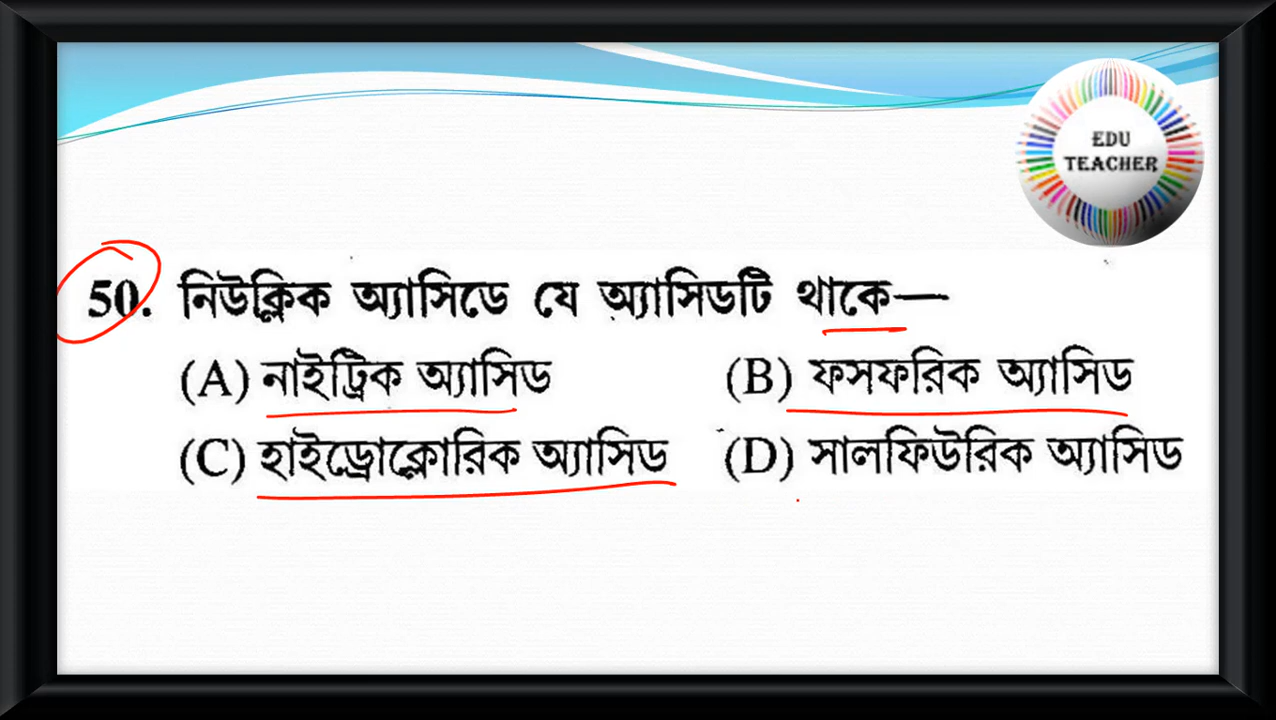 EDU
TEACHER
50. নিউক্লিক অ্যাসিডে যে অ্যাসিডটি থাকে—
(A) নাইট্রিক অ্যাসিড (B) ফসফরিক অ্যাসিড
(C) হাইড্রোক্লোরিক অ্যাসিড (D) সালফিউরিক অ্যাসিড